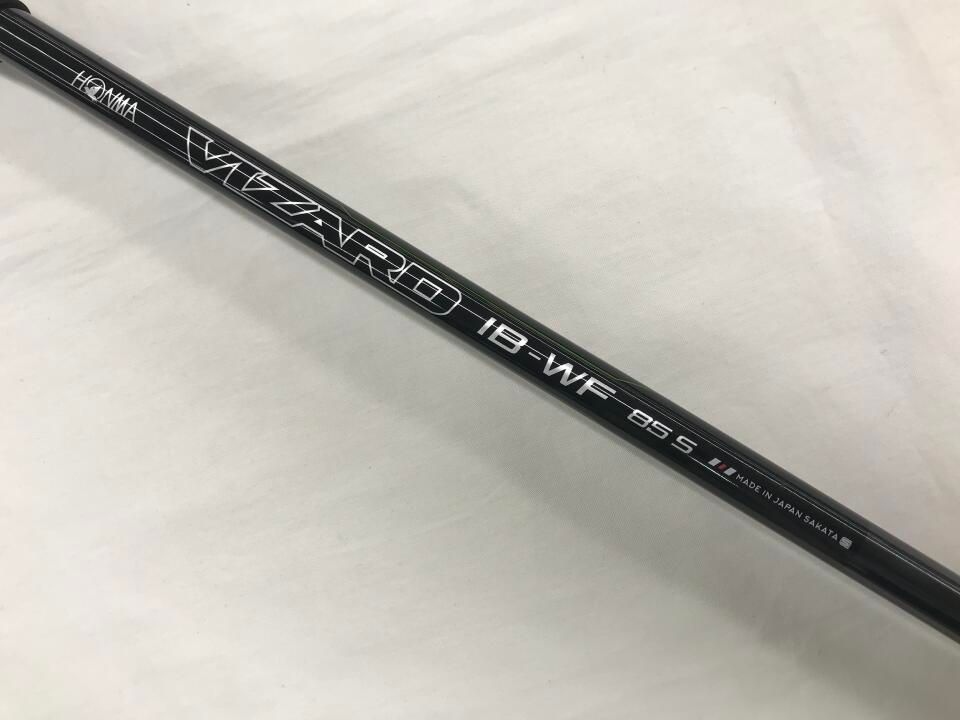 HONMA
VIZARD IB-WF 85 S
MADE IN JAPAN SAKATA